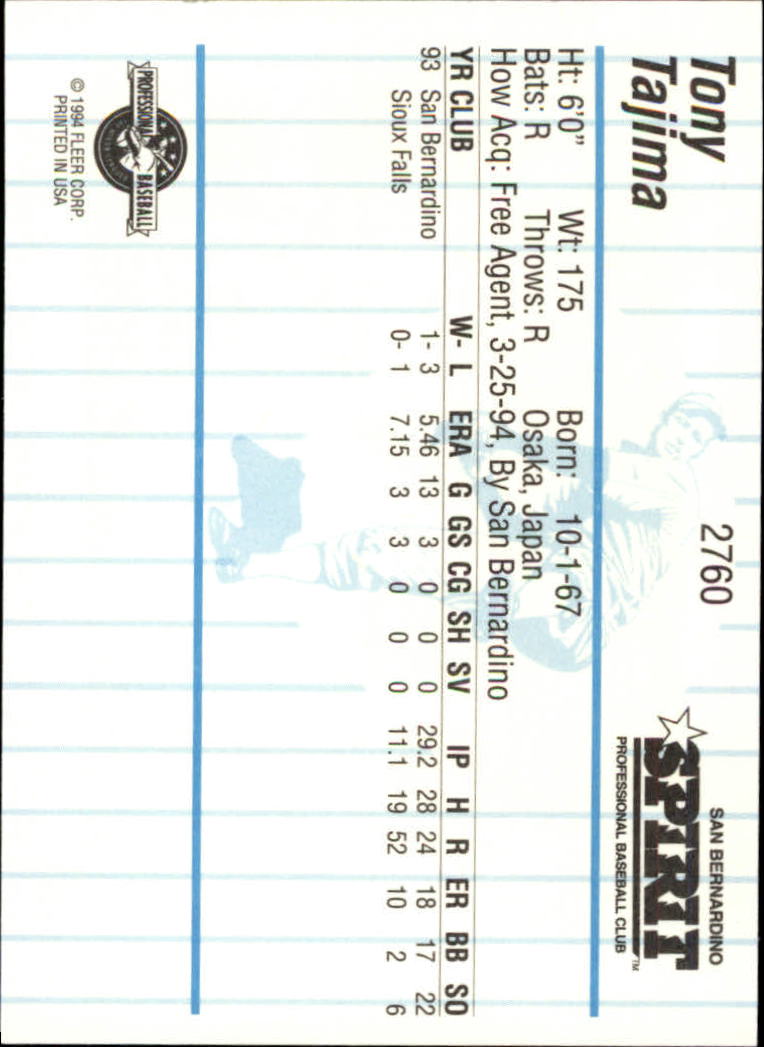 Tony
Tajima
2760
SAN BERNARDINO
SPIRIT™
PROFESSIONAL BASEBALL CLUB
Ht: 6'0" Wt: 175 Born: 10-1-67
Bats: R Throws: R Osaka, Japan
How Acq: Free Agent, 3-25-94, By San Bernardino
YR CLUB W- L ERA G GS CG SH SV IP H R ER BB SO
93 San Bernardino 1- 3 5.46 13 3 0 0 0 29.2 28 24 18 17 22
Sioux Falls 0- 1 7.15 3 3 0 0 0 11.1 19 52 10 2 6
PROFESSIONAL BASEBALL
© 1994 FLEER CORP.
PRINTED IN USA